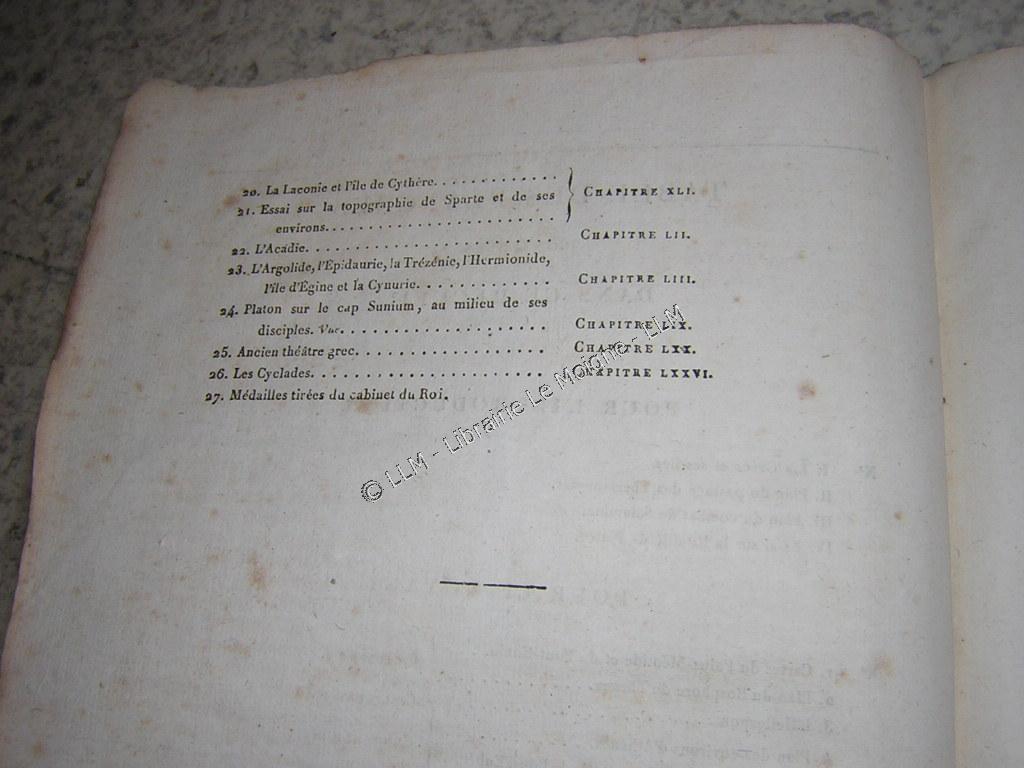 20. La Laconie et l'île de Cythère. . . . . . . . . . . . . } CHAPITRE XLI.
21. Essai sur la topographie de Sparte et de ses
environs. . . . . . . . . . . . . . . . . . . . . . . .
22. L'Acadie. . . . . . . . . . . . . . . . . . . . . . . . . CHAPITRE LII.
23. L'Argolide, l'Epidaurie, la Trézénie, l'Hermionide,
l'île d'Égine et la Cynurie. . . . . . . . . . . . . CHAPITRE LIII.
24. Platon sur le cap Sunium, au milieu de ses
disciples. Vue. . . . . . . . . . . . . . . . . . . . CHAPITRE LIX.
25. Ancien théâtre grec. . . . . . . . . . . . . . . . . . CHAPITRE LXX.
26. Les Cyclades. . . . . . . . . . . . . . . . . . . . . . CHAPITRE LXXVI.
27. Médailles tirées du cabinet du Roi.
© LLM - Librairie Le Moigne - LLM